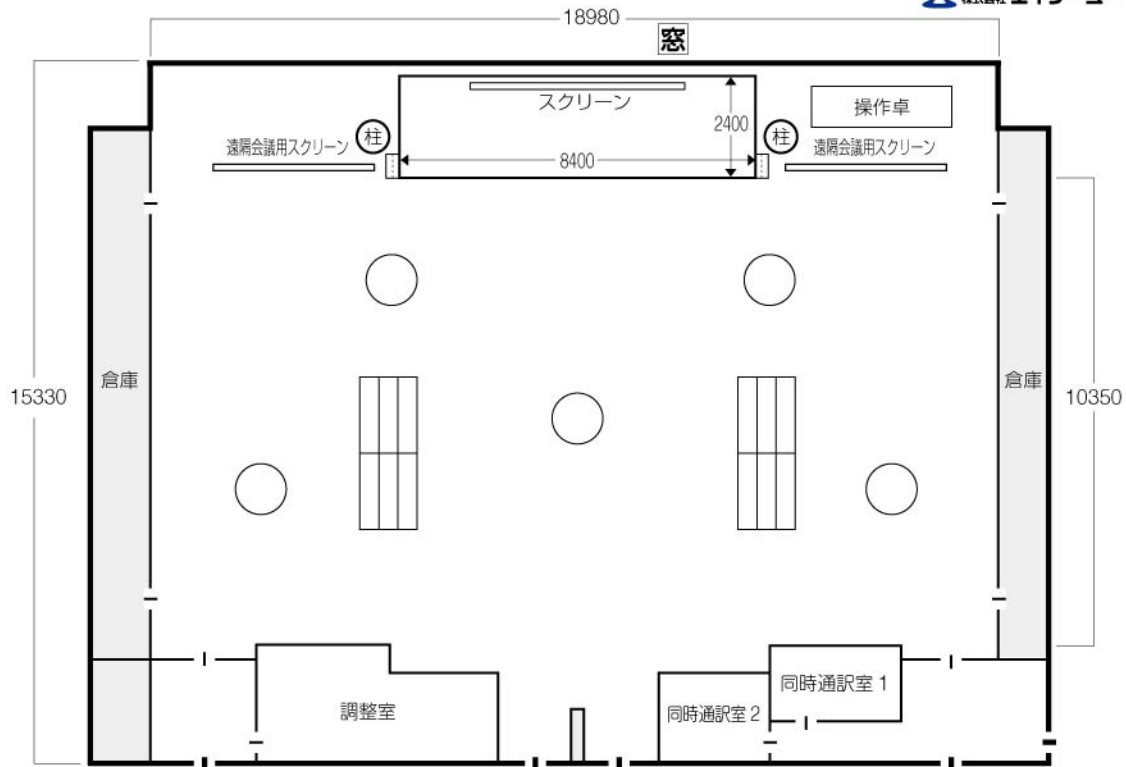 18980
窓
スクリーン
操作卓
柱
2400
柱
遠隔会議用スクリーン
8400
遠隔会議用スクリーン
倉庫
倉庫
15330
10350
調整室
同時通訳室 1
同時通訳室 2